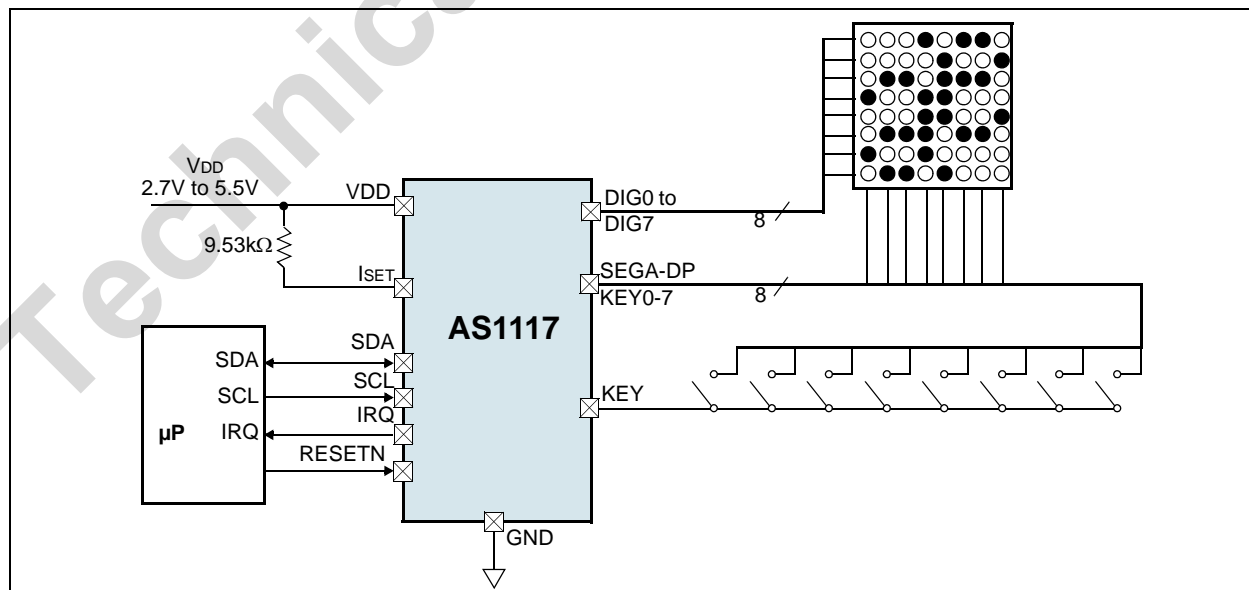 Technica
VDD
2.7V to 5.5V
9.53kΩ
VDD
ISET
SDA
SCL
IRQ
RESETN
µP
SDA
SCL
IRQ
AS1117
GND
DIG0 to
DIG7
8
SEGA-DP
KEY0-7
8
KEY